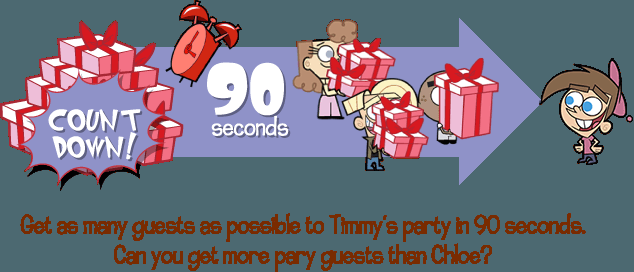 COUNT
DOWN!
90
seconds
Get as many guests as possible to Timmy's party in 90 seconds.
Can you get more pary guests than Chloe?